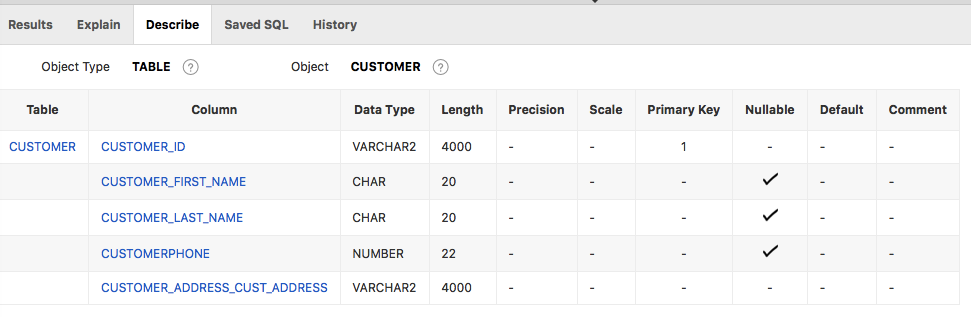 Results Explain Describe Saved SQL History
Object Type TABLE ? Object CUSTOMER ?
Table Column Data Type Length Precision Scale Primary Key Nullable Default Comment
CUSTOMER CUSTOMER_ID VARCHAR2 4000 - - 1 - - -
CUSTOMER_FIRST_NAME CHAR 20 - - - ✓ - -
CUSTOMER_LAST_NAME CHAR 20 - - - ✓ - -
CUSTOMERPHONE NUMBER 22 - - - ✓ - -
CUSTOMER_ADDRESS_CUST_ADDRESS VARCHAR2 4000 - - - - - -